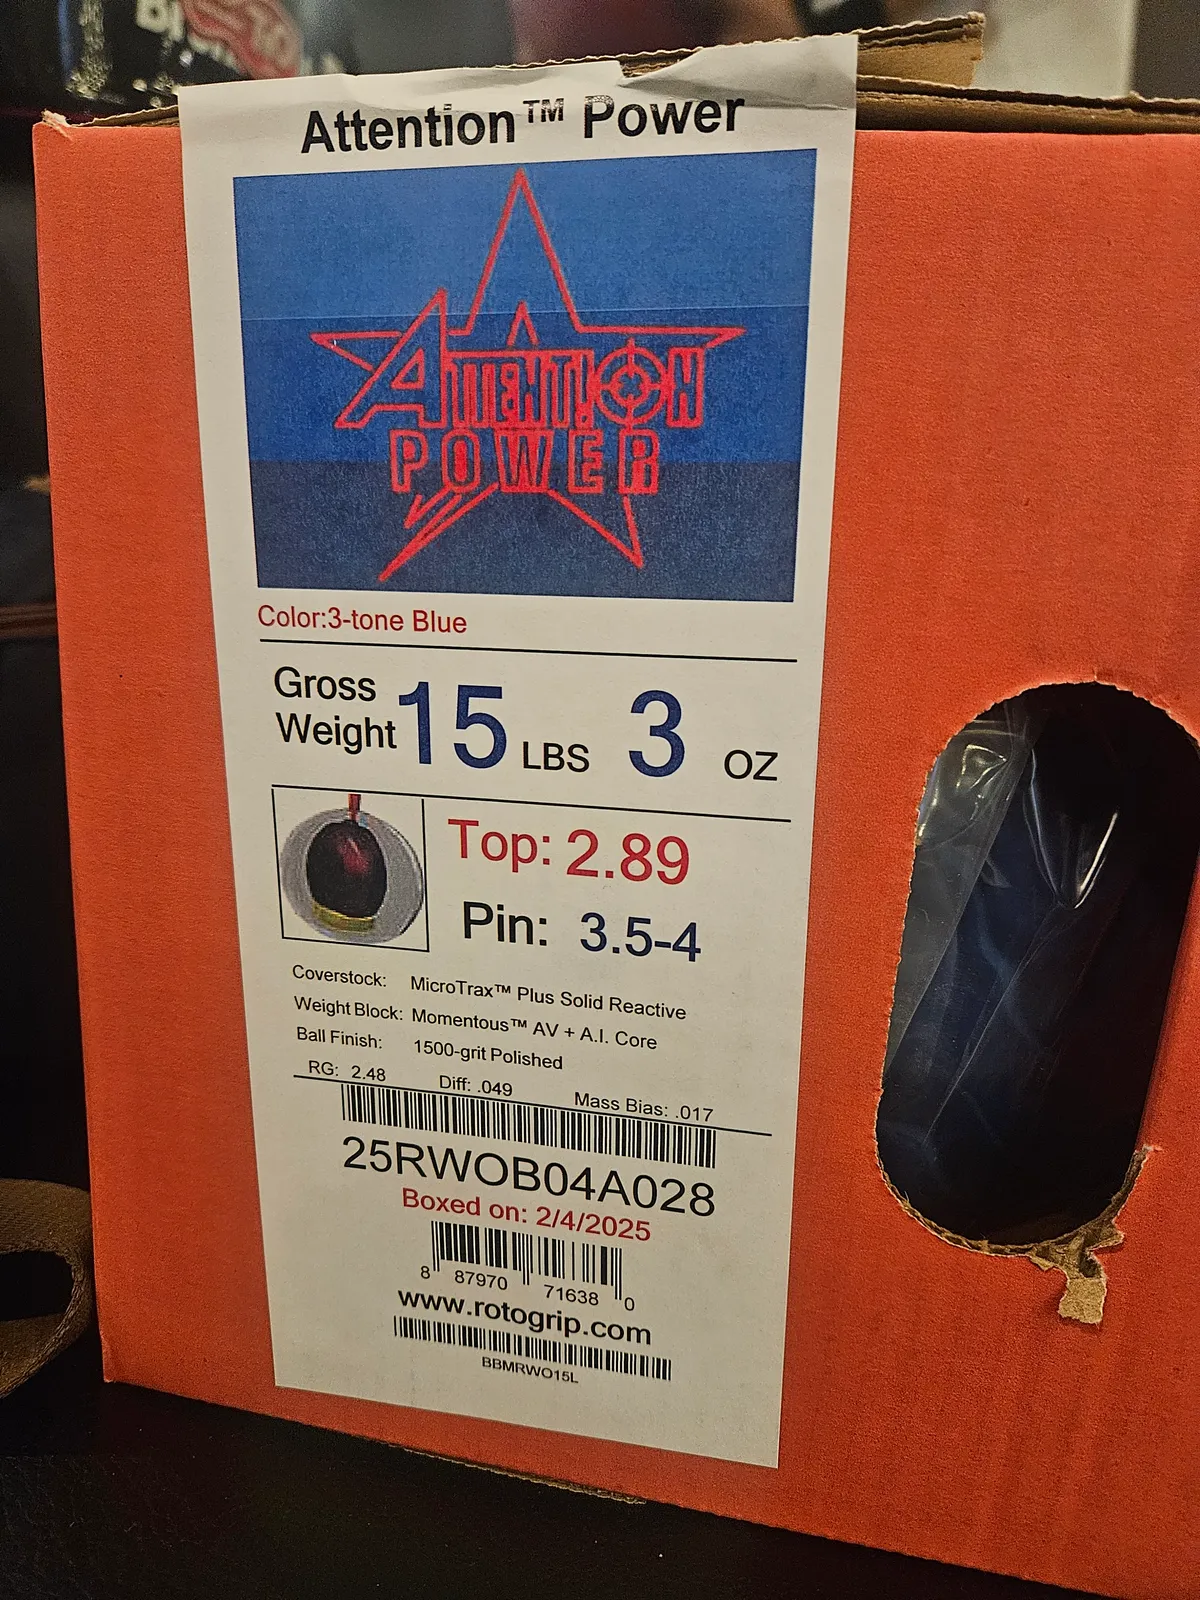 Attention™ Power
ATTENTION
POWER
Color:3-tone Blue
Gross Weight 15 LBS 3 OZ
Top: 2.89
Pin: 3.5-4
Coverstock: MicroTrax™ Plus Solid Reactive
Weight Block: Momentous™ AV + A.I. Core
Ball Finish: 1500-grit Polished
RG: 2.48 Diff: .049 Mass Bias: .017
25RWOB04A028
Boxed on: 2/4/2025
8 87970 71638 0
www.rotogrip.com
BBMRWO15L